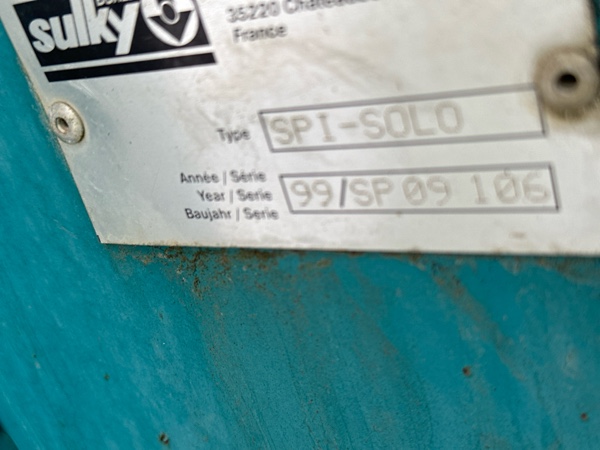 sulky
35220
France
Type SPI-SOLO
Année / Série
Year / Serie 99/SP 09 106
Baujahr / Serie